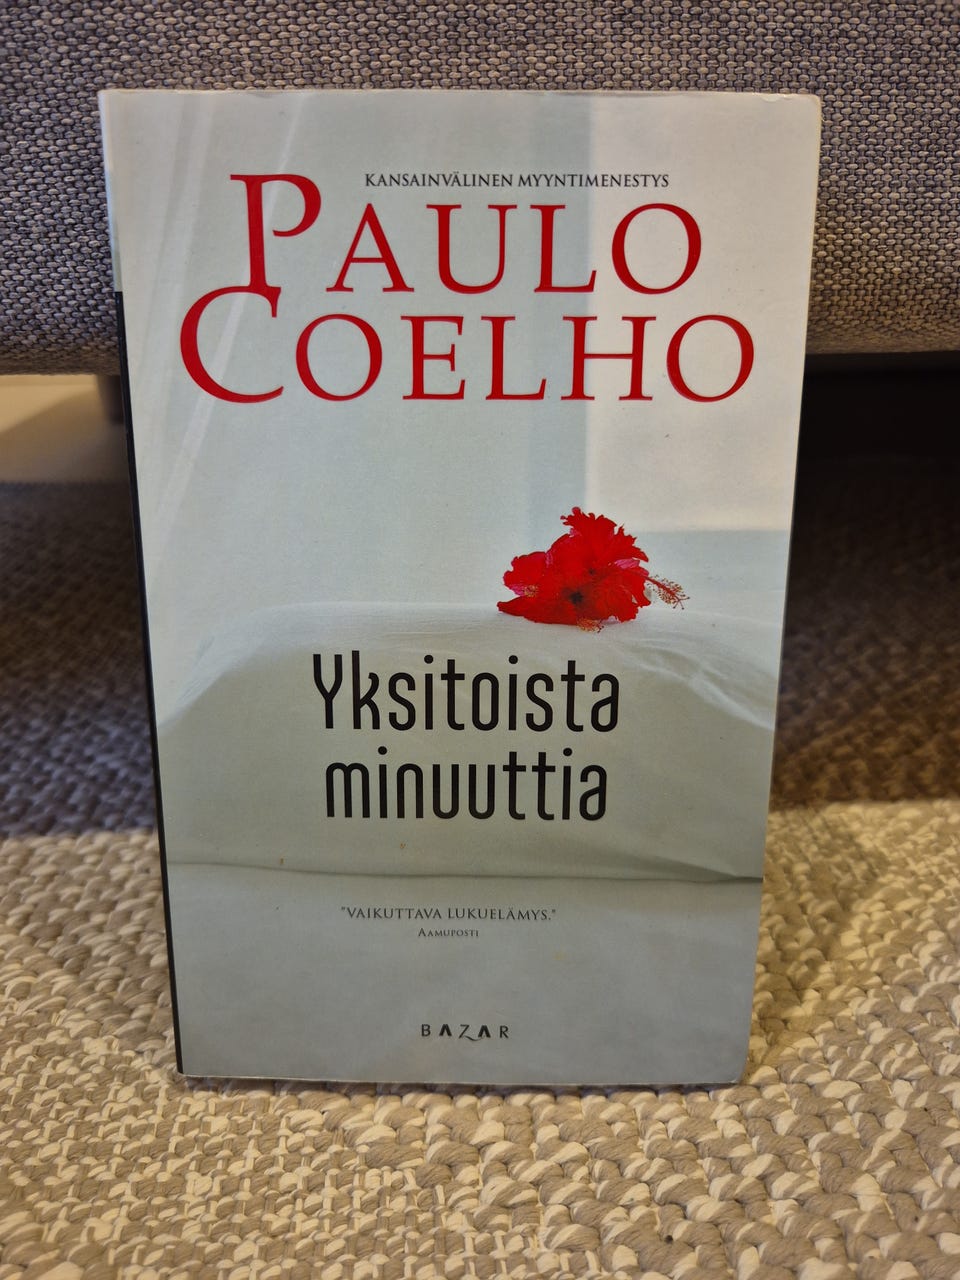 KANSAINVÄLINEN MYYNTIMENESTYS
PAULO
COELHO
Yksitoista
minuuttia
"VAIKUTTAVA LUKUELÄMYS."
AAMUPOSTI
BAZAR